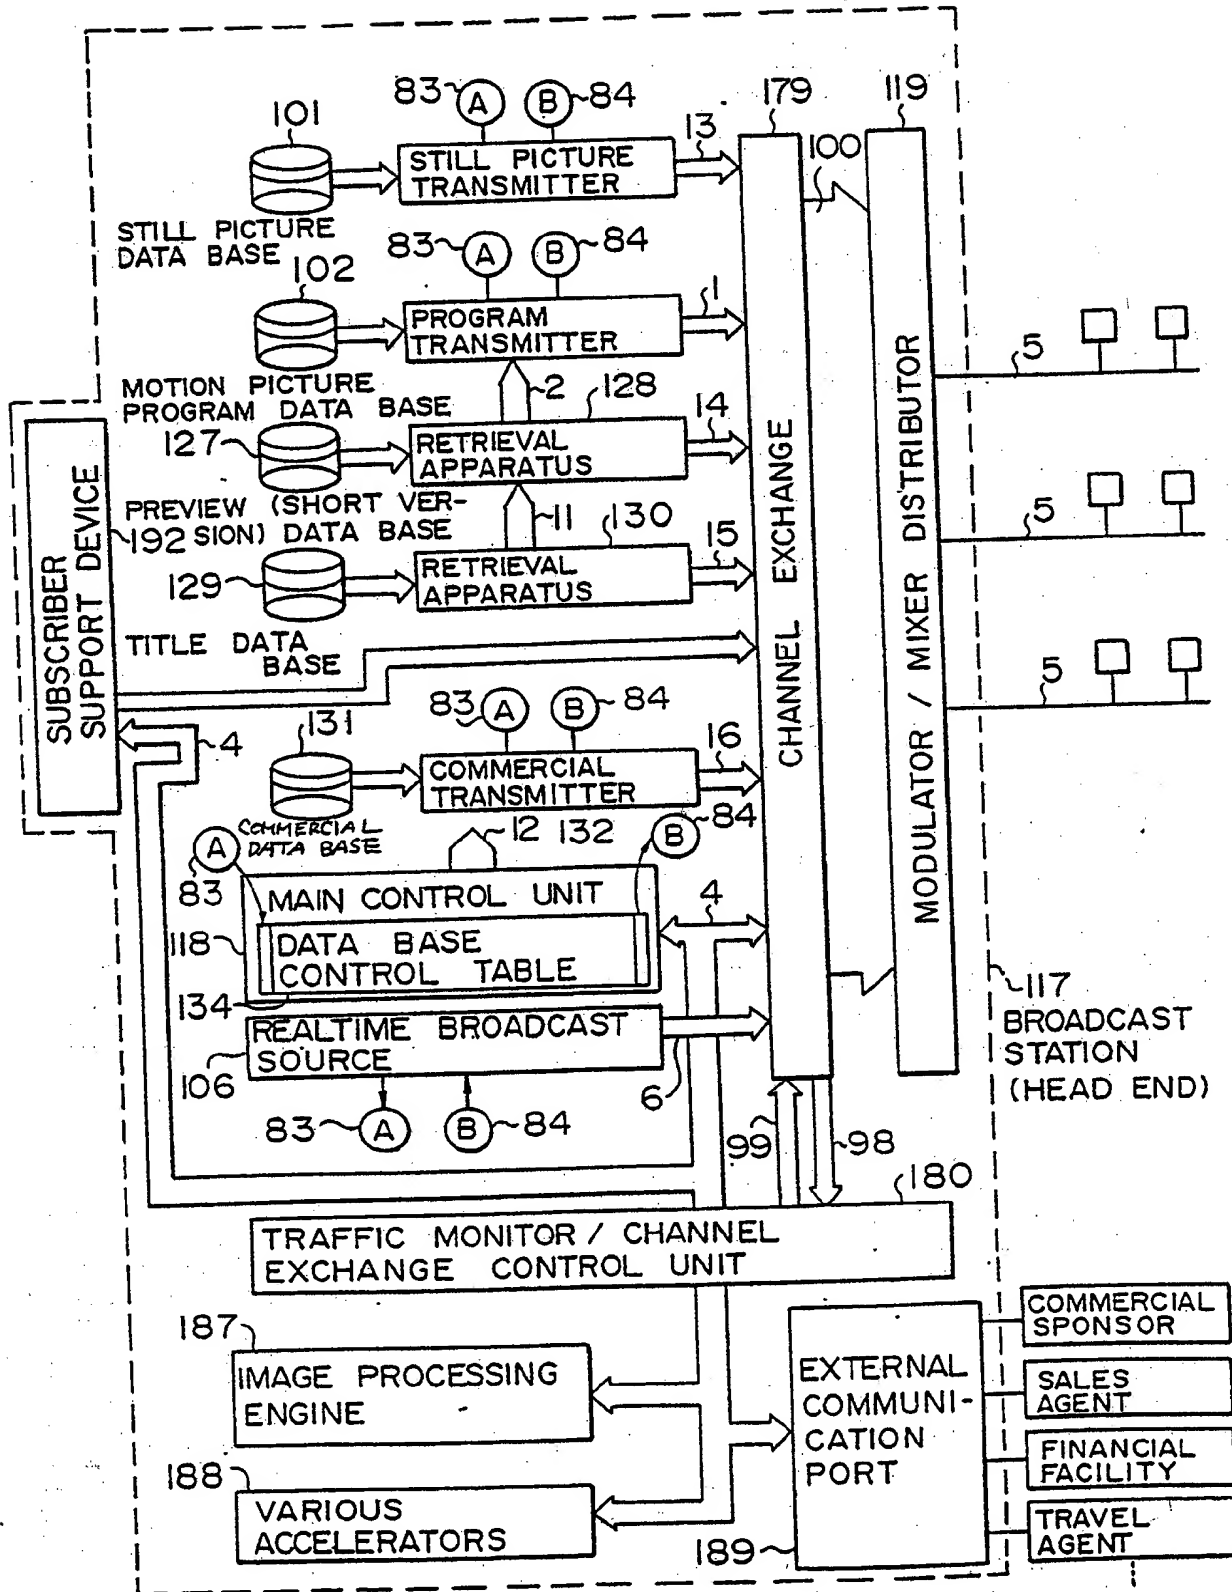 83 A B 84 179 119
101 13 100
STILL PICTURE
TRANSMITTER
STILL PICTURE
DATA BASE
83 A B 84
102 1
PROGRAM
TRANSMITTER
MOTION PICTURE
PROGRAM DATA BASE
2 128
127 14
RETRIEVAL
APPARATUS
PREVIEW (SHORT VER-
SION) DATA BASE
192
11 130
129 15
RETRIEVAL
APPARATUS
TITLE DATA
BASE
SUBSCRIBER
SUPPORT DEVICE
4
83 A B 84
131 16
COMMERCIAL
TRANSMITTER
COMMERCIAL
DATA BASE
12 132
B 84
A
83
MAIN CONTROL UNIT
118
DATA BASE
CONTROL TABLE
134
4
REALTIME BROADCAST
SOURCE
106
6
83 A B 84
CHANNEL EXCHANGE
MODULATOR / MIXER DISTRIBUTOR
5
5
5
117
BROADCAST
STATION
(HEAD END)
99 98
180
TRAFFIC MONITOR / CHANNEL
EXCHANGE CONTROL UNIT
187
IMAGE PROCESSING
ENGINE
188
VARIOUS
ACCELERATORS
EXTERNAL
COMMUNI-
CATION
PORT
189
COMMERCIAL
SPONSOR
SALES
AGENT
FINANCIAL
FACILITY
TRAVEL
AGENT